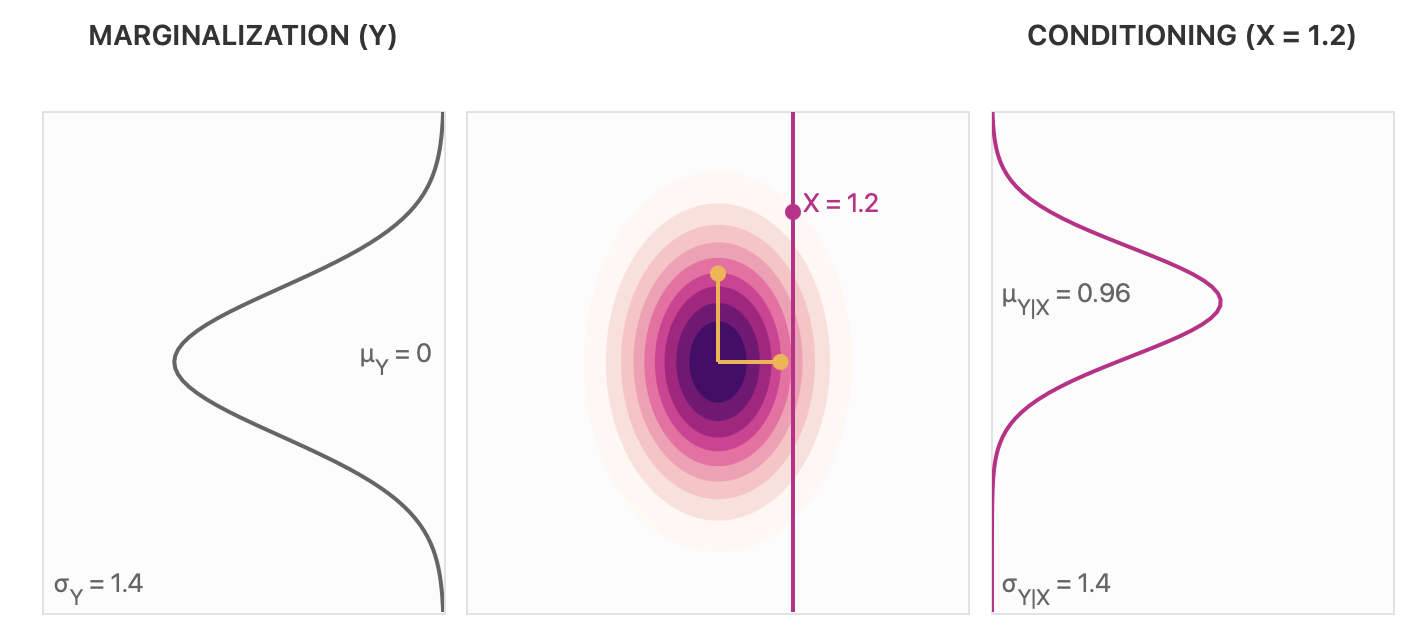 MARGINALIZATION (Y)
CONDITIONING (X = 1.2)
X = 1.2
μY|X = 0.96
μY = 0
σY = 1.4
σY|X = 1.4